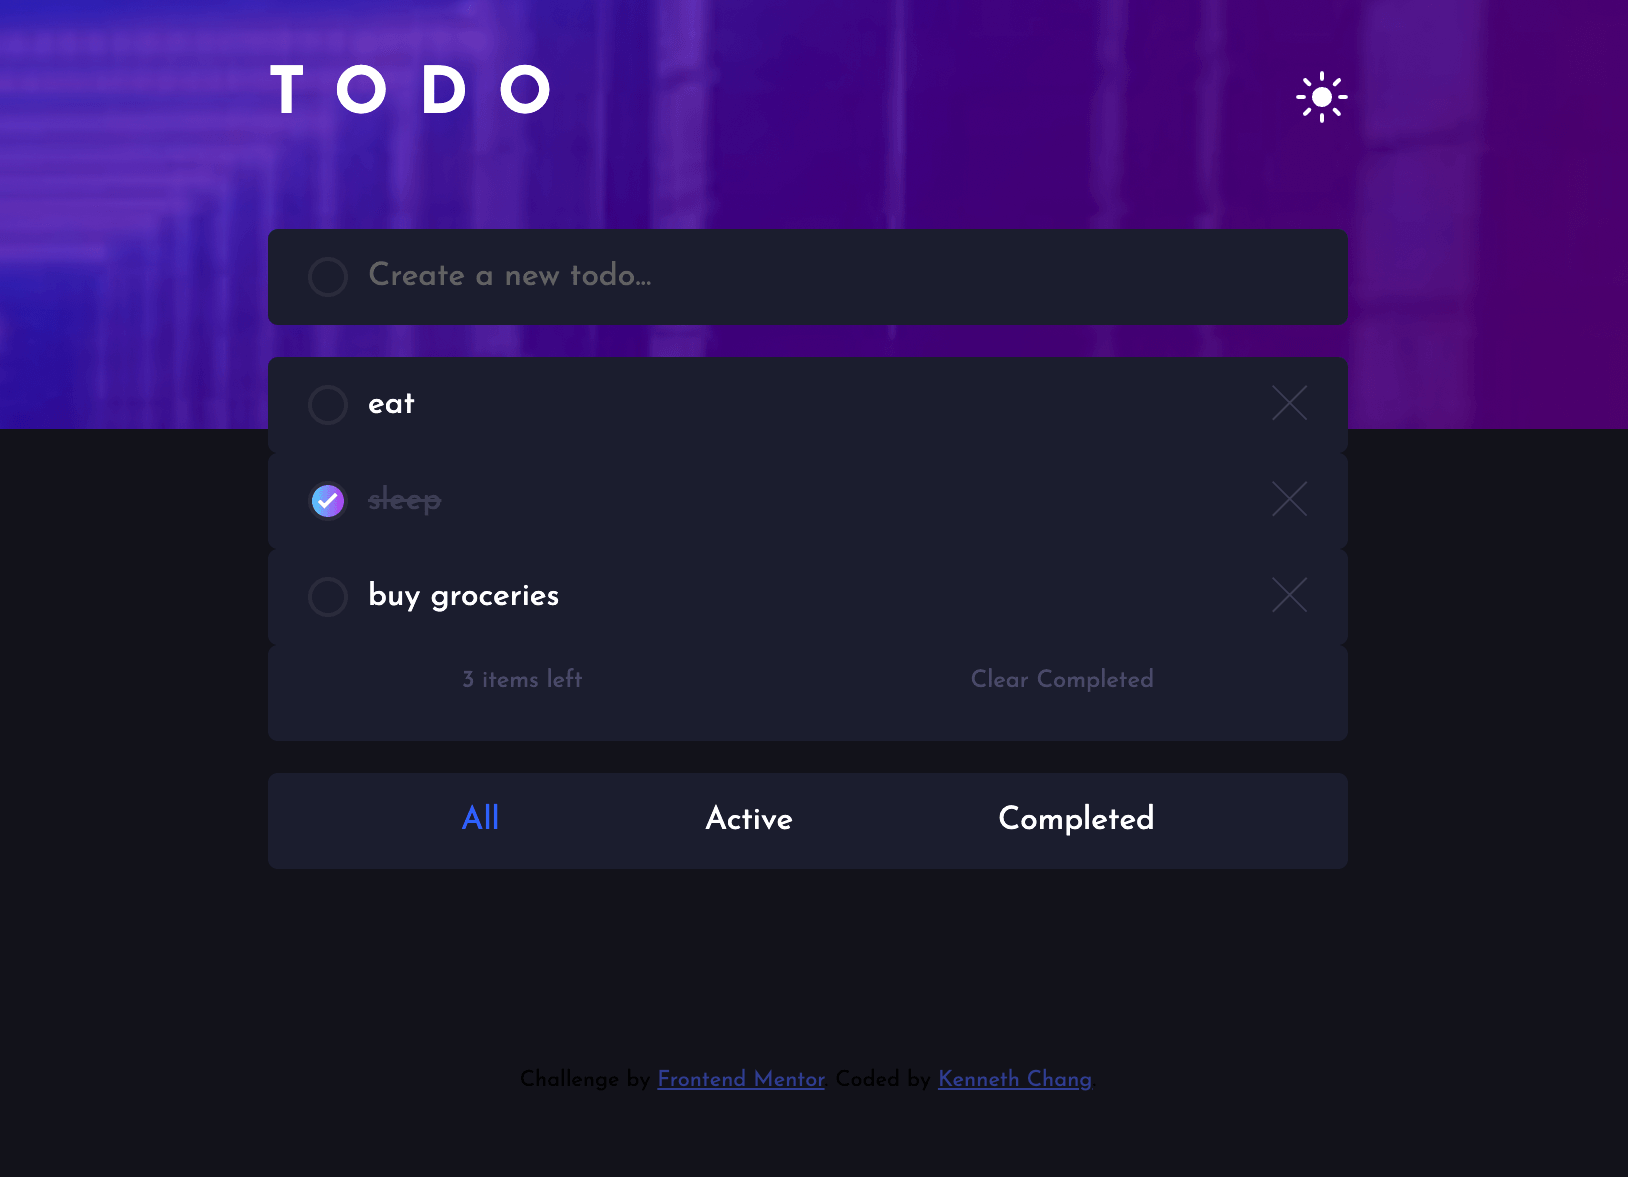 TODO
Create a new todo...
eat
sleep
buy groceries
3 items left Clear Completed
All Active Completed
Challenge by Frontend Mentor. Coded by Kenneth Chang.